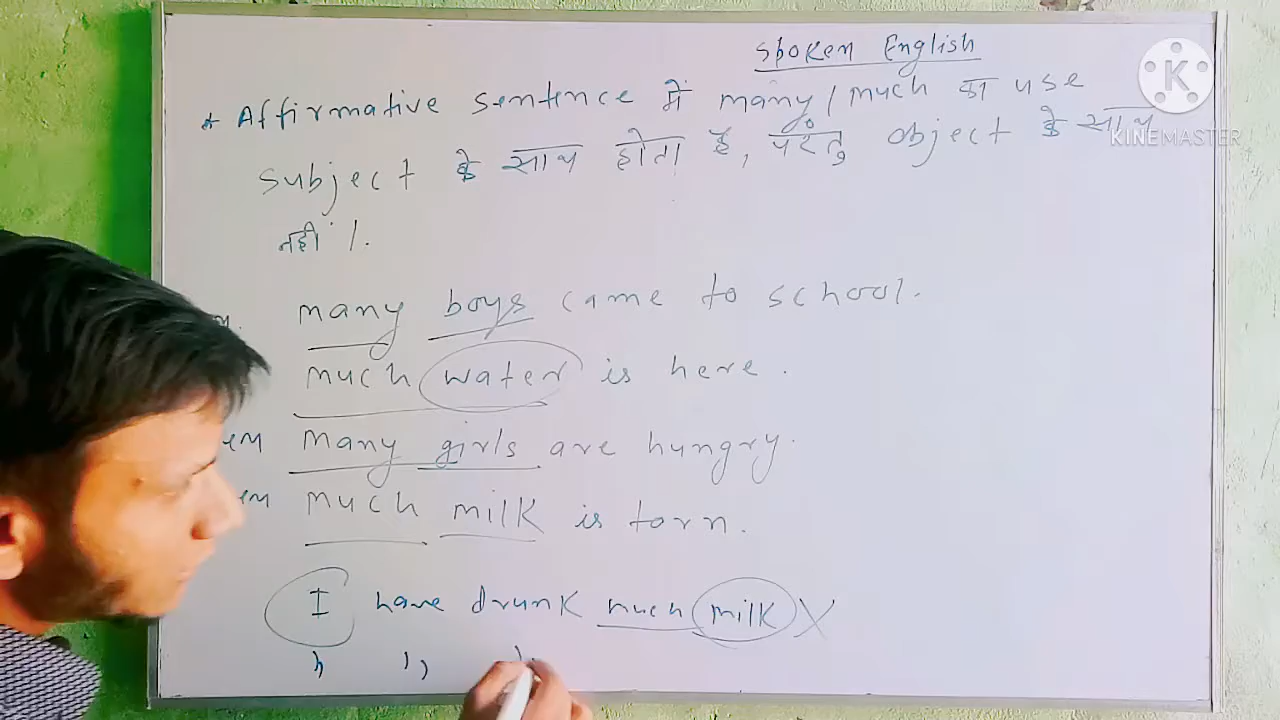 Spoken English
* Affirmative sentence में many/much का use
subject के साथ होता है, परंतु object के साथ
नहीं ।.
many boys came to school.
much water is here.
many girls are hungry.
much milk is torn.
I have drunk much milk X
,, ,, ,,
K
KINEMASTER